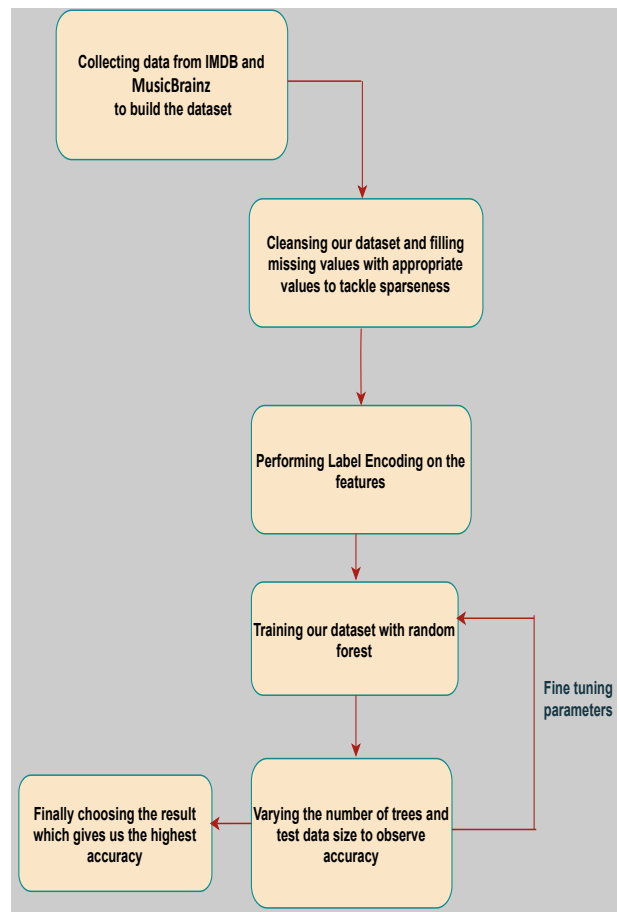 Collecting data from IMDB and
MusicBrainz
to build the dataset
Cleansing our dataset and filling
missing values with appropriate
values to tackle sparseness
Performing Label Encoding on the
features
Training our dataset with random
forest
Fine tuning
parameters
Varying the number of trees and
test data size to observe
accuracy
Finally choosing the result
which gives us the highest
accuracy